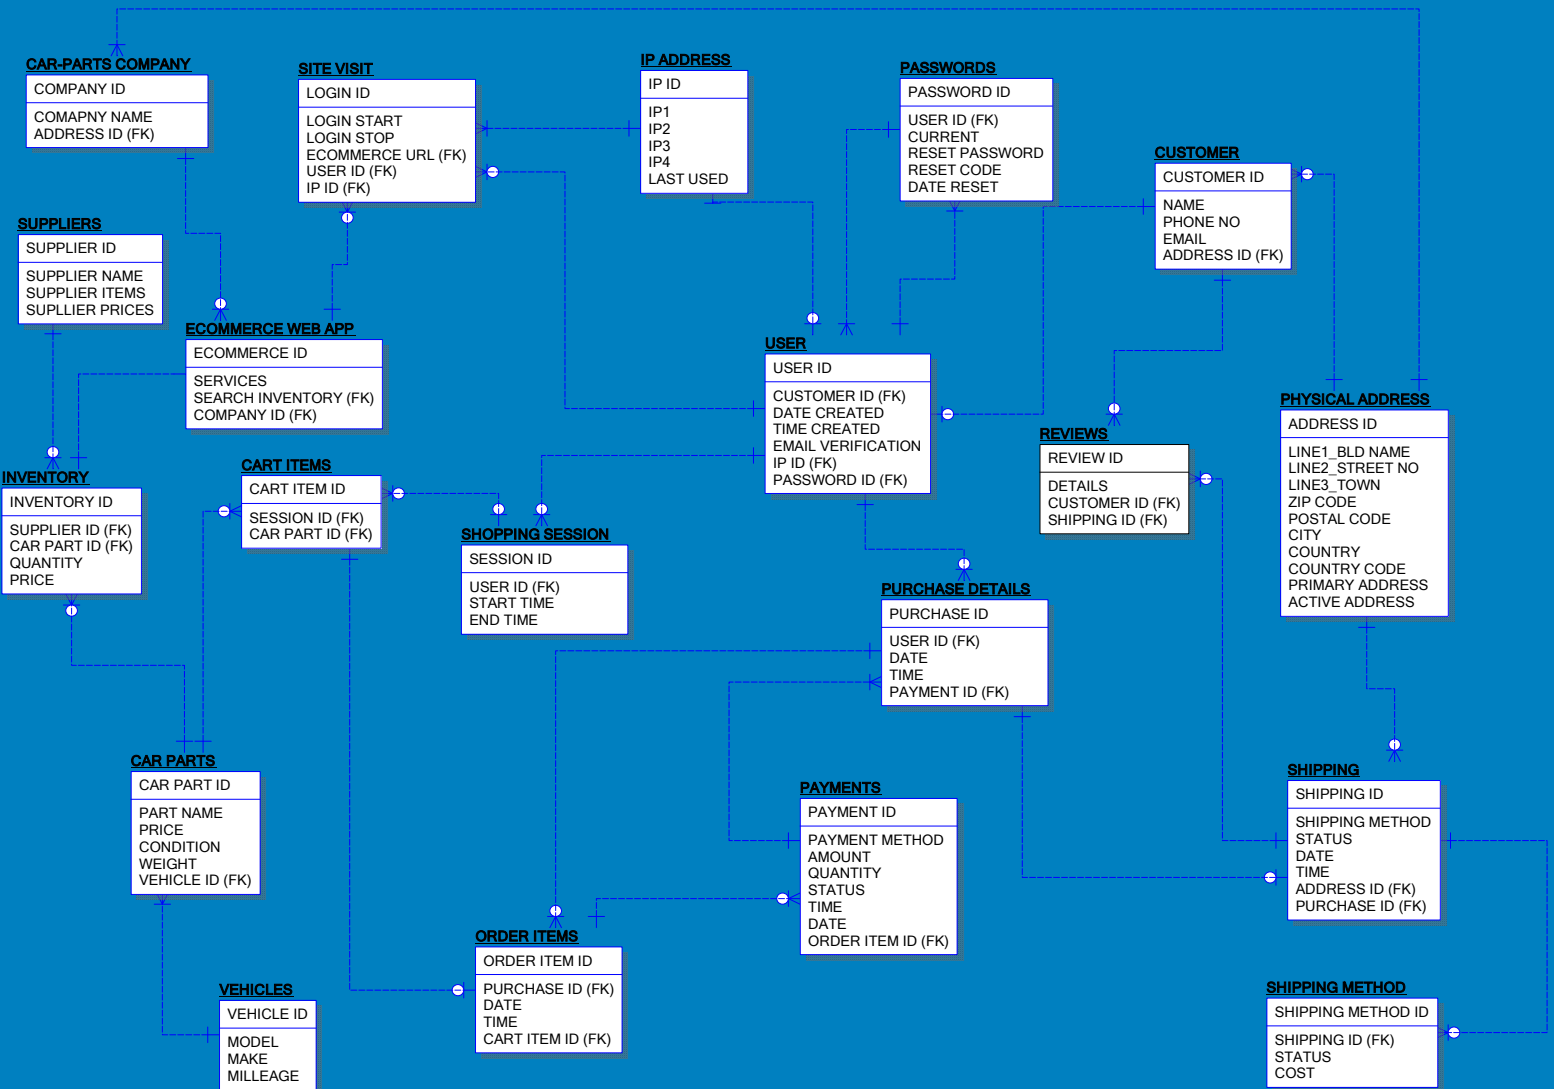 CAR-PARTS COMPANY
COMPANY ID
COMAPNY NAME
ADDRESS ID (FK)
SITE VISIT
LOGIN ID
LOGIN START
LOGIN STOP
ECOMMERCE URL (FK)
USER ID (FK)
IP ID (FK)
IP ADDRESS
IP ID
IP1
IP2
IP3
IP4
LAST USED
PASSWORDS
PASSWORD ID
USER ID (FK)
CURRENT
RESET PASSWORD
RESET CODE
DATE RESET
CUSTOMER
CUSTOMER ID
NAME
PHONE NO
EMAIL
ADDRESS ID (FK)
SUPPLIERS
SUPPLIER ID
SUPPLIER NAME
SUPPLIER ITEMS
SUPLLIER PRICES
ECOMMERCE WEB APP
ECOMMERCE ID
SERVICES
SEARCH INVENTORY (FK)
COMPANY ID (FK)
USER
USER ID
CUSTOMER ID (FK)
DATE CREATED
TIME CREATED
EMAIL VERIFICATION
IP ID (FK)
PASSWORD ID (FK)
PHYSICAL ADDRESS
ADDRESS ID
LINE1_BLD NAME
LINE2_STREET NO
LINE3_TOWN
ZIP CODE
POSTAL CODE
CITY
COUNTRY
COUNTRY CODE
PRIMARY ADDRESS
ACTIVE ADDRESS
REVIEWS
REVIEW ID
DETAILS
CUSTOMER ID (FK)
SHIPPING ID (FK)
INVENTORY
INVENTORY ID
SUPPLIER ID (FK)
CAR PART ID (FK)
QUANTITY
PRICE
CART ITEMS
CART ITEM ID
SESSION ID (FK)
CAR PART ID (FK)
SHOPPING SESSION
SESSION ID
USER ID (FK)
START TIME
END TIME
PURCHASE DETAILS
PURCHASE ID
USER ID (FK)
DATE
TIME
PAYMENT ID (FK)
CAR PARTS
CAR PART ID
PART NAME
PRICE
CONDITION
WEIGHT
VEHICLE ID (FK)
PAYMENTS
PAYMENT ID
PAYMENT METHOD
AMOUNT
QUANTITY
STATUS
TIME
DATE
ORDER ITEM ID (FK)
SHIPPING
SHIPPING ID
SHIPPING METHOD
STATUS
DATE
TIME
ADDRESS ID (FK)
PURCHASE ID (FK)
ORDER ITEMS
ORDER ITEM ID
PURCHASE ID (FK)
DATE
TIME
CART ITEM ID (FK)
VEHICLES
VEHICLE ID
MODEL
MAKE
MILLEAGE
SHIPPING METHOD
SHIPPING METHOD ID
SHIPPING ID (FK)
STATUS
COST